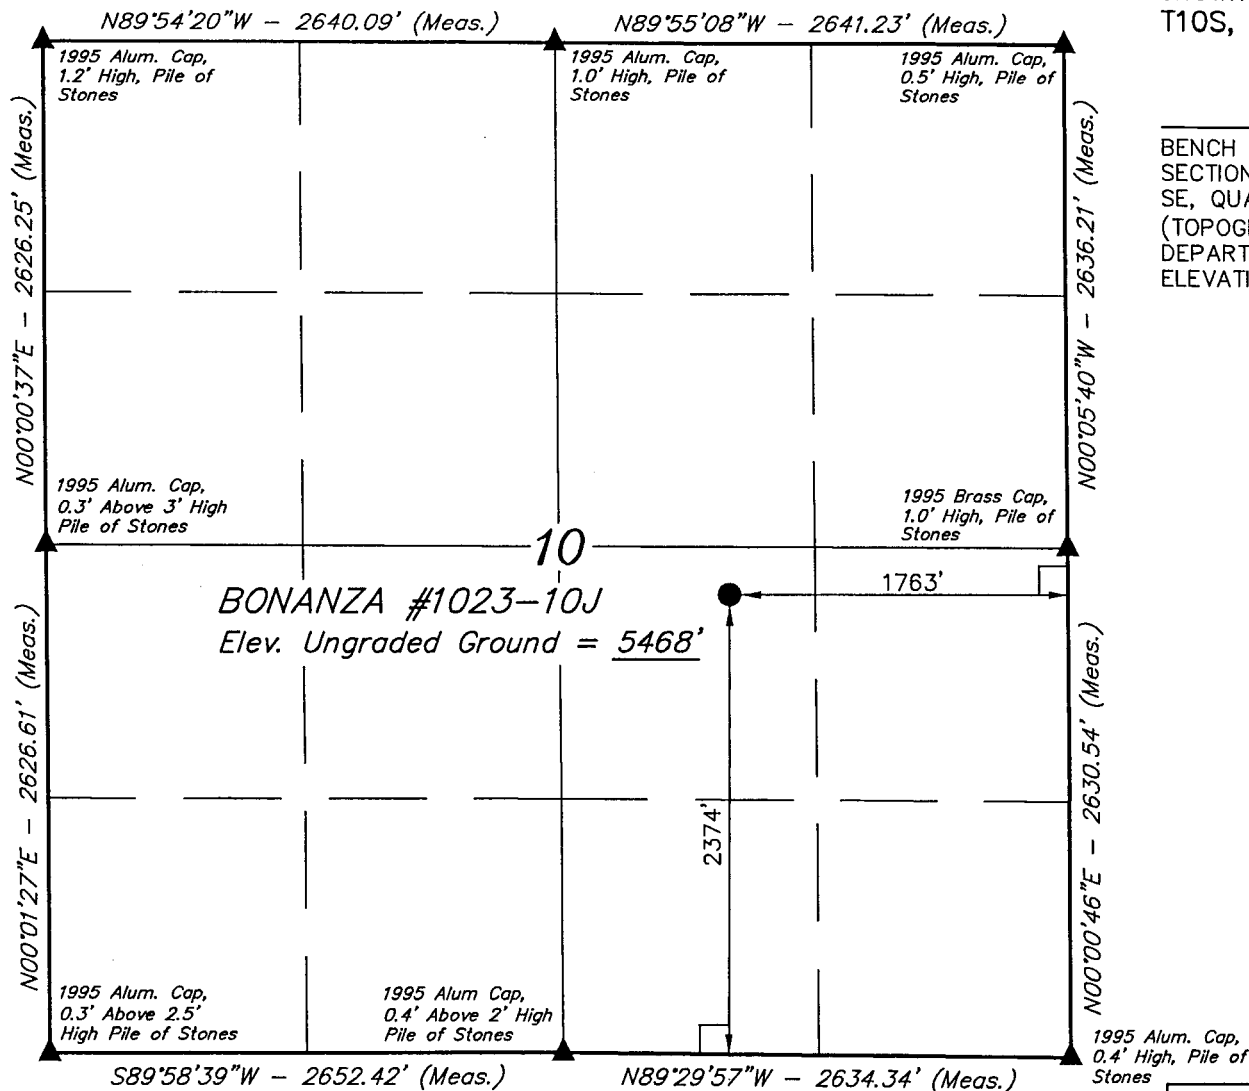 N89°54'20"W - 2640.09' (Meas.)
N89°55'08"W - 2641.23' (Meas.)
T10S,
1995 Alum. Cap,
1.2' High, Pile of
Stones
1995 Alum. Cap,
1.0' High, Pile of
Stones
1995 Alum. Cap,
0.5' High, Pile of
Stones
BENCH
SECTION
(TOPOG
DEPART
ELEVATI
SE, QUA
N00°00'37"E - 2626.25' (Meas.)
N00°05'40"W - 2636.21' (Meas.)
1995 Alum. Cap,
0.3' Above 3' High
Pile of Stones
1995 Brass Cap,
1.0' High, Pile of
Stones
10
BONANZA #1023-10J
Elev. Ungraded Ground = 5468'
1763'
2374'
N00°01'27"E - 2626.61' (Meas.)
N00°00'46"E - 2630.54' (Meas.)
1995 Alum. Cap,
0.3' Above 2.5'
High Pile of Stones
1995 Alum Cap,
0.4' Above 2' High
Pile of Stones
1995 Alum. Cap,
0.4' High, Pile of
Stones
S89°58'39"W - 2652.42' (Meas.)
N89°29'57"W - 2634.34' (Meas.)